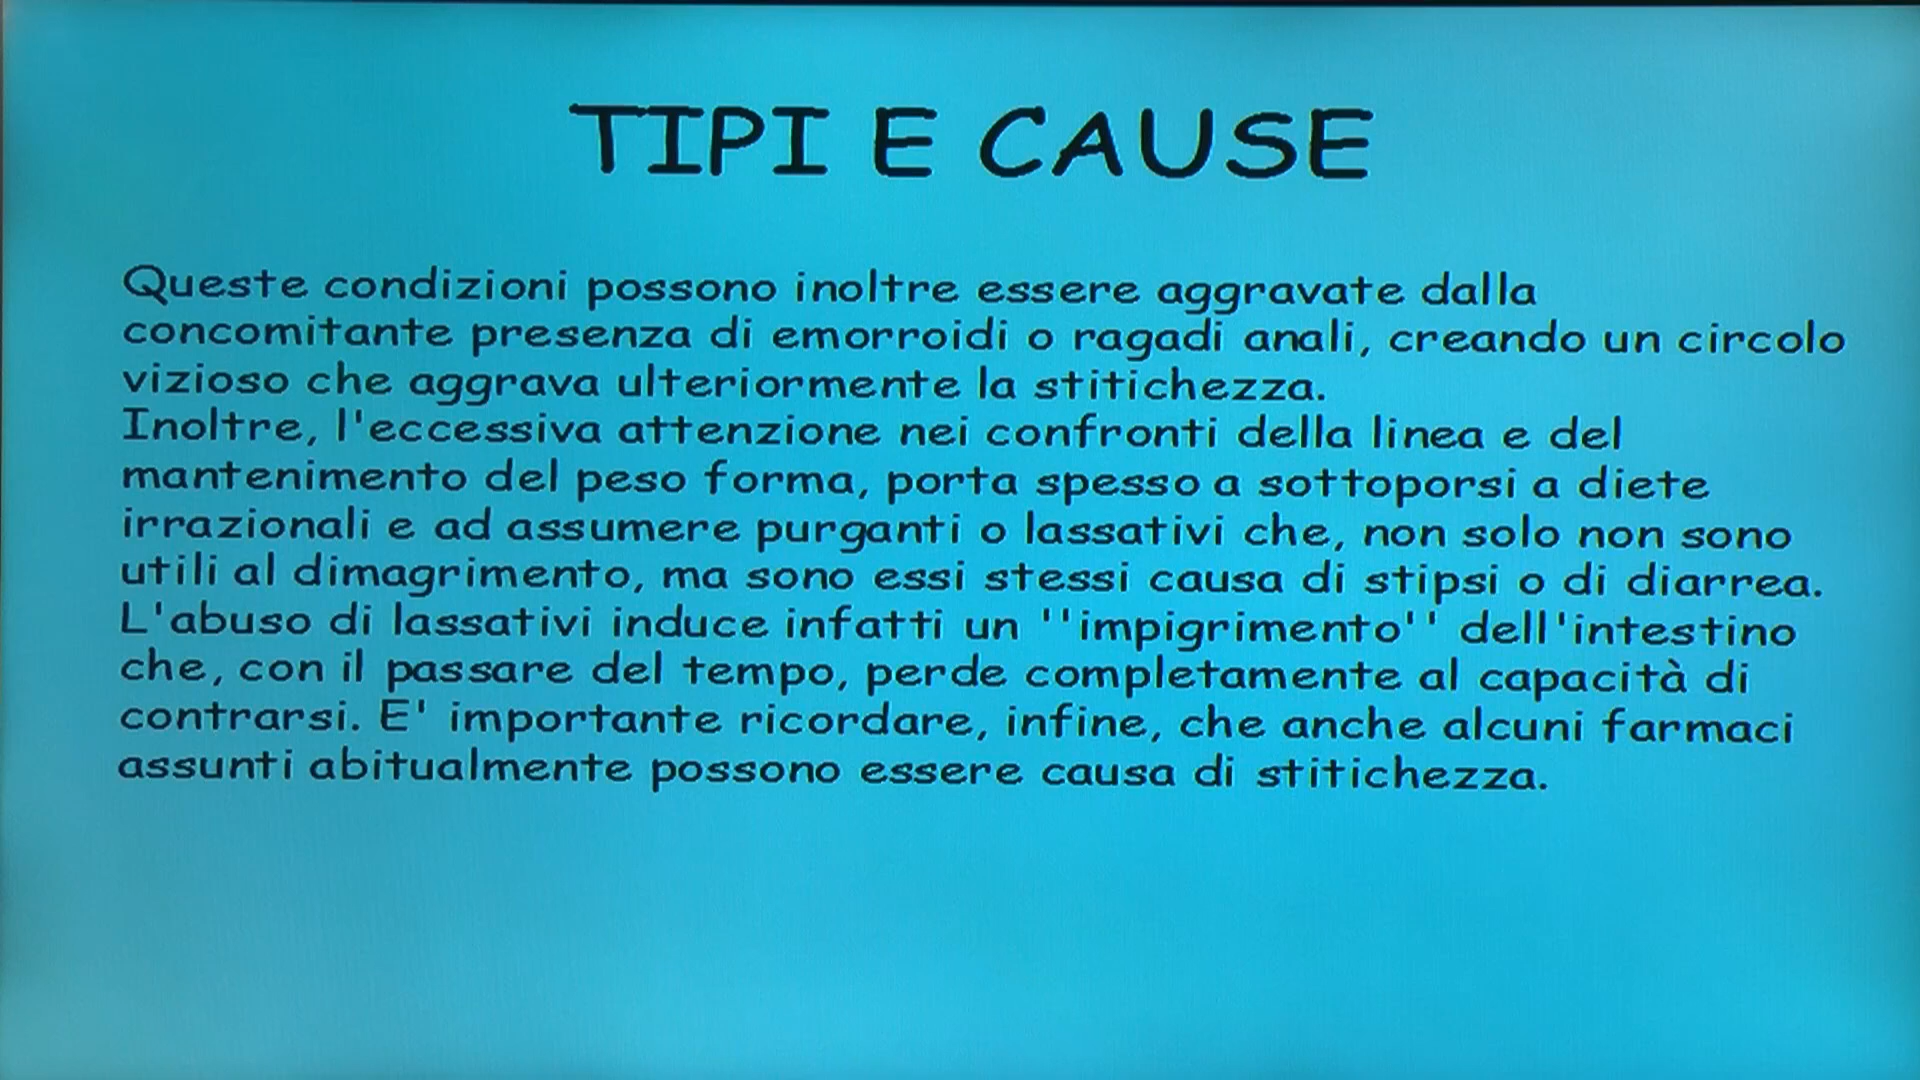 TIPI E CAUSE
Queste condizioni possono inoltre essere aggravate dalla
concomitante presenza di emorroidi o ragadi anali, creando un circolo
vizioso che aggrava ulteriormente la stitichezza.
Inoltre, l'eccessiva attenzione nei confronti della linea e del
mantenimento del peso forma, porta spesso a sottoporsi a diete
irrazionali e ad assumere purganti o lassativi che, non solo non sono
utili al dimagrimento, ma sono essi stessi causa di stipsi o di diarrea.
L'abuso di lassativi induce infatti un ''impigrimento'' dell'intestino
che, con il passare del tempo, perde completamente al capacità di
contrarsi. E' importante ricordare, infine, che anche alcuni farmaci
assunti abitualmente possono essere causa di stitichezza.